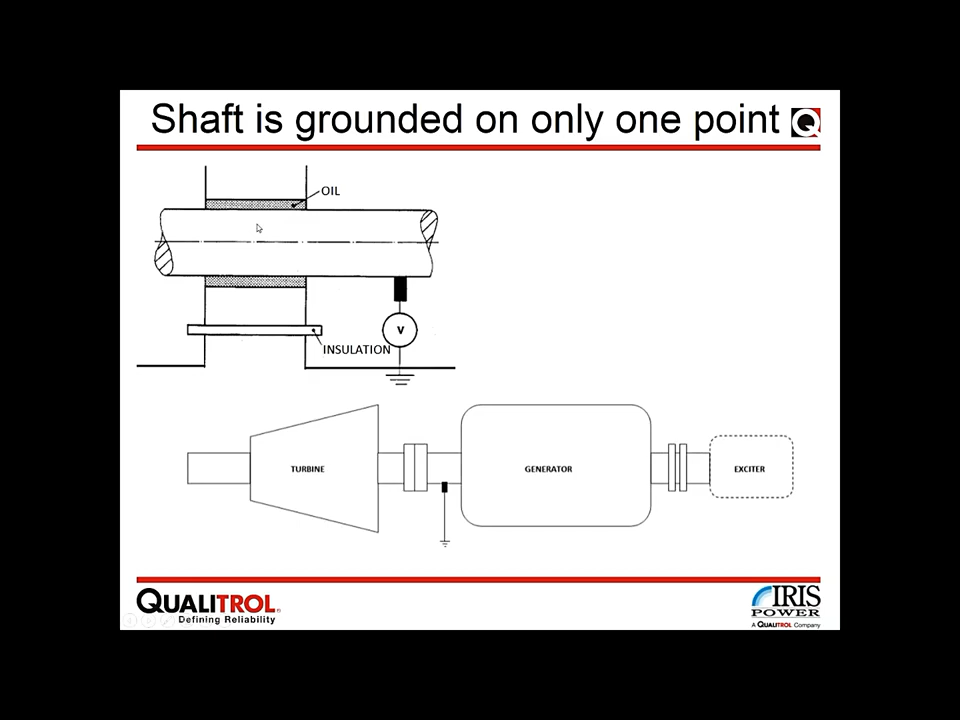 Shaft is grounded on only one point
Q
OIL
V
INSULATION
TURBINE
GENERATOR
EXCITER
QUALITROL®
Defining Reliability
IRIS
POWER
A QUALITROL Company